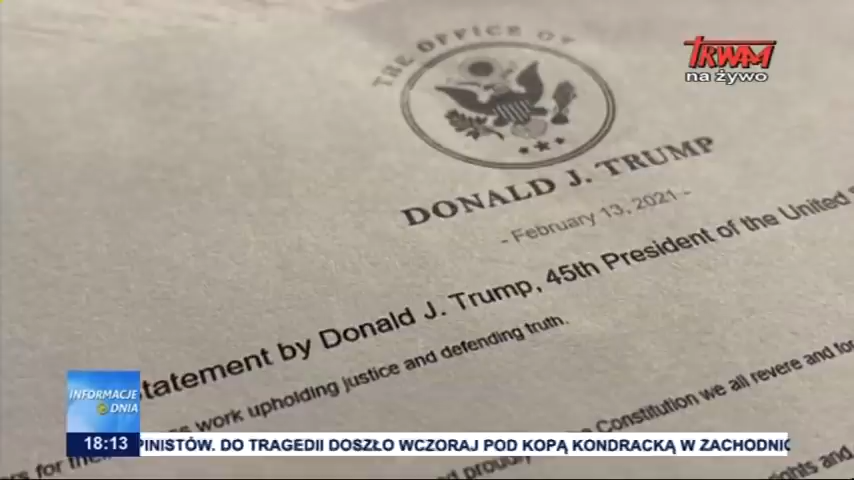 THE OFFICE OF
DONALD J. TRUMP
- February 13, 2021 -
Statement by Donald J. Trump, 45th President of the United
work upholding justice and defending truth.
Constitution we all revere and
TRWAM
na żywo
INFORMACJE
DNIA
18:13
PINISTÓW. DO TRAGEDII DOSZŁO WCZORAJ POD KOPĄ KONDRACKĄ W ZACHODNIC